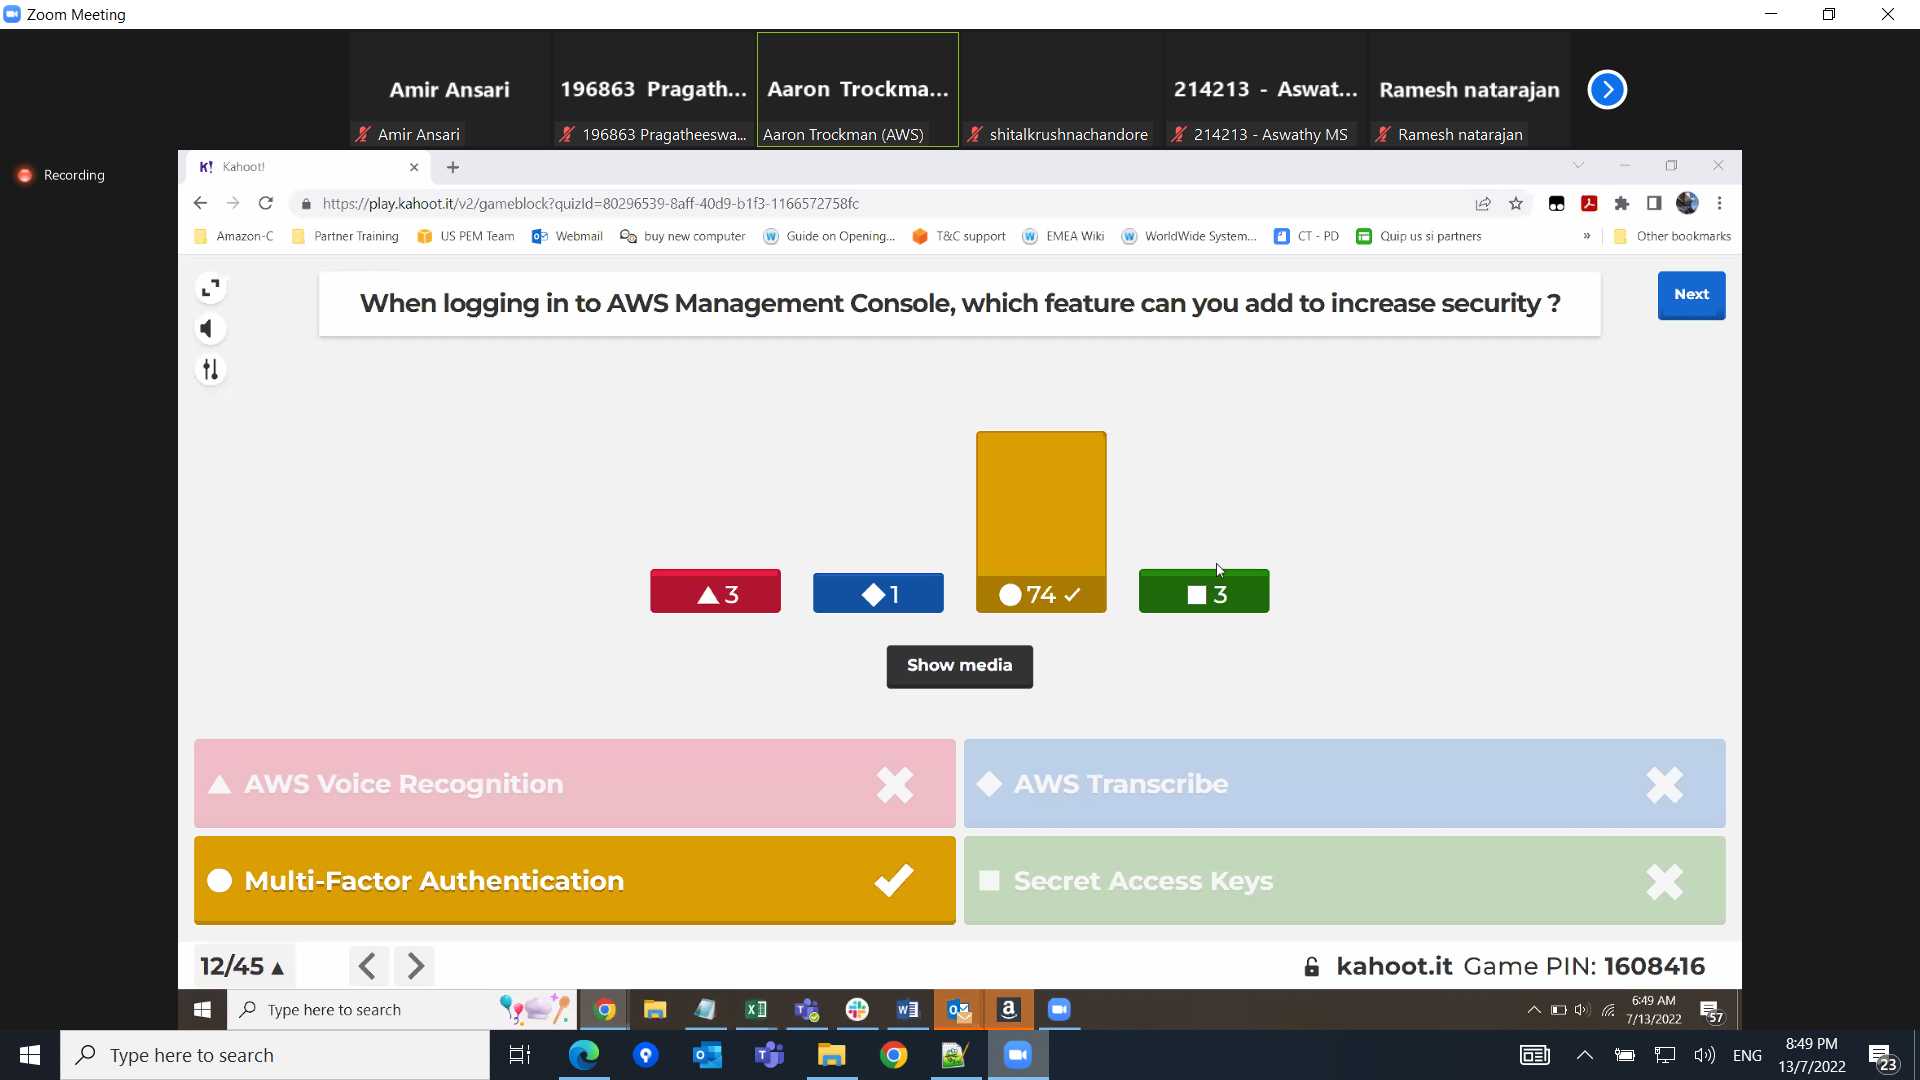 Zoom Meeting
Amir Ansari
196863 Pragath...
Aaron Trockma...
214213 - Aswat...
Ramesh natarajan
Amir Ansari
196863 Pragatheeswa...
Aaron Trockman (AWS)
shitalkrushnachandore
214213 - Aswathy MS
Ramesh natarajan
Recording
K! Kahoot!
https://play.kahoot.it/v2/gameblock?quizId=80296539-8aff-40d9-b1f3-1166572758fc
Amazon-C
Partner Training
US PEM Team
Webmail
buy new computer
Guide on Opening...
T&C support
EMEA Wiki
WorldWide System...
CT - PD
Quip us si partners
»
Other bookmarks
When logging in to AWS Management Console, which feature can you add to increase security ?
Next
3
1
74
3
Show media
AWS Voice Recognition
AWS Transcribe
Multi-Factor Authentication
Secret Access Keys
12/45
kahoot.it Game PIN: 1608416
Type here to search
6:49 AM
7/13/2022
57
Type here to search
ENG
8:49 PM
13/7/2022
23